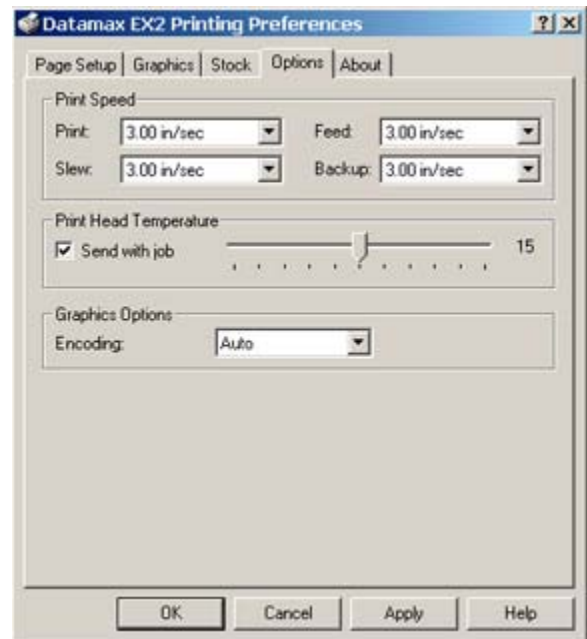 Datamax EX2 Printing Preferences
Page Setup Graphics Stock Options About
Print Speed
Print: 3.00 in/sec Feed: 3.00 in/sec
Slew: 3.00 in/sec Backup: 3.00 in/sec
Print Head Temperature
Send with job 15
Graphics Options
Encoding: Auto
OK Cancel Apply Help